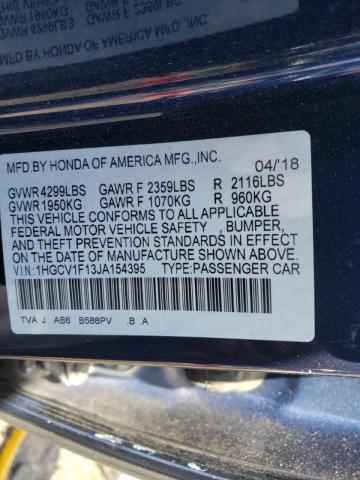 MFD.BY HONDA OF AMERICA MFG.,INC. 04/'18
GVWR 4299LBS GAWR F 2359LBS R 2116LBS
GVWR 1950KG GAWR F 1070KG R 960KG
THIS VEHICLE CONFORMS TO ALL APPLICABLE
FEDERAL MOTOR VEHICLE SAFETY , BUMPER,
AND THEFT PREVENTION STANDARDS IN EFFECT
ON THE DATE OF MANUFACTURE SHOWN ABOVE.
V.I.N:1HGCV1F13JA154395 TYPE:PASSENGER CAR
TVA J AB6 B588PV .B .A